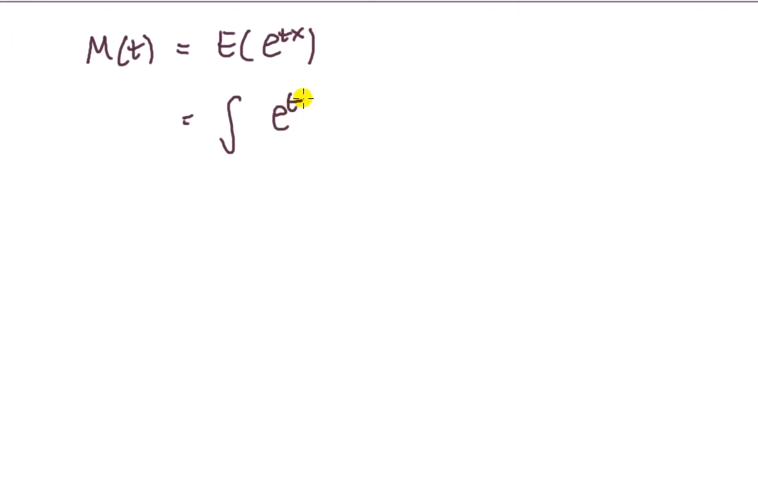 M(t) = E(e^{tx})
= ∫ e^{t